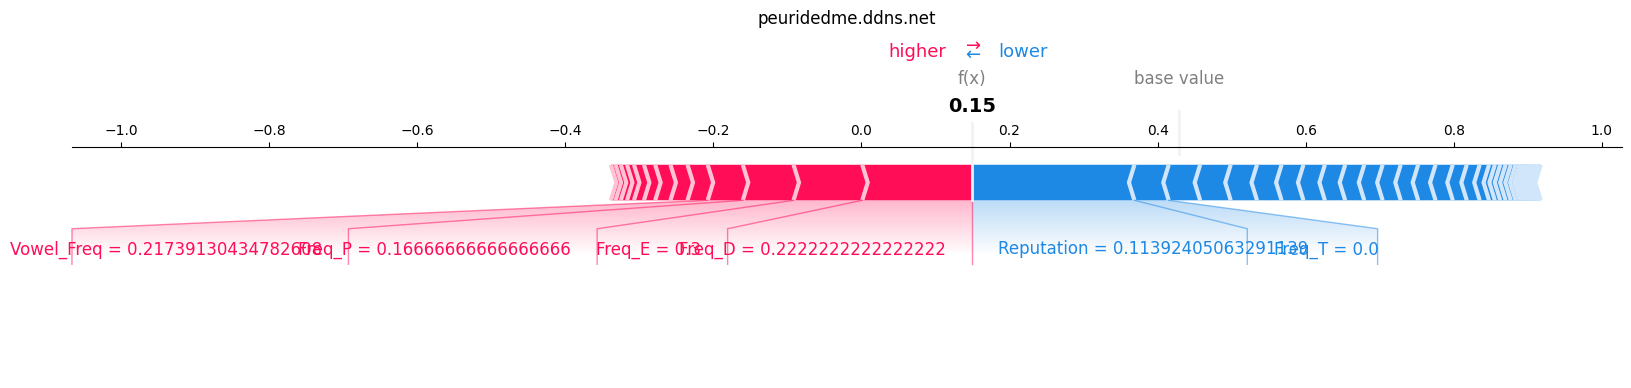 peuridedme.ddns.net
higher ⇄ lower
f(x) base value
0.15
−1.0 −0.8 −0.6 −0.4 −0.2 0.0 0.2 0.4 0.6 0.8 1.0
Vowel_Freq = 0.21739130434782608 Freq_P = 0.16666666666666666 Freq_E = 0.3 Freq_D = 0.2222222222222222 Reputation = 0.11392405063291139 Freq_T = 0.0